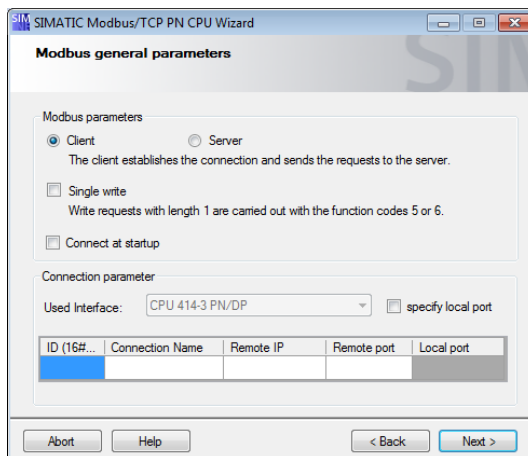 SIMATIC Modbus/TCP PN CPU Wizard
Modbus general parameters
SIM
Modbus parameters
Client
Server
The client establishes the connection and sends the requests to the server.
Single write
Write requests with length 1 are carried out with the function codes 5 or 6.
Connect at startup
Connection parameter
Used Interface:
CPU 414-3 PN/DP
specify local port
ID (16#...
Connection Name
Remote IP
Remote port
Local port
Abort
Help
< Back
Next >